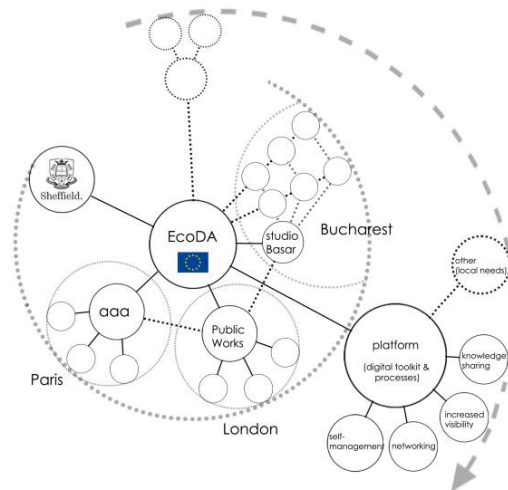 Sheffield.
EcoDA
studio
Basar
Bucharest
other
(local needs)
aaa
Public
Works
platform
(digital toolkit &
processes)
knowledge
sharing
Paris
increased
visibility
London
self-
management
networking